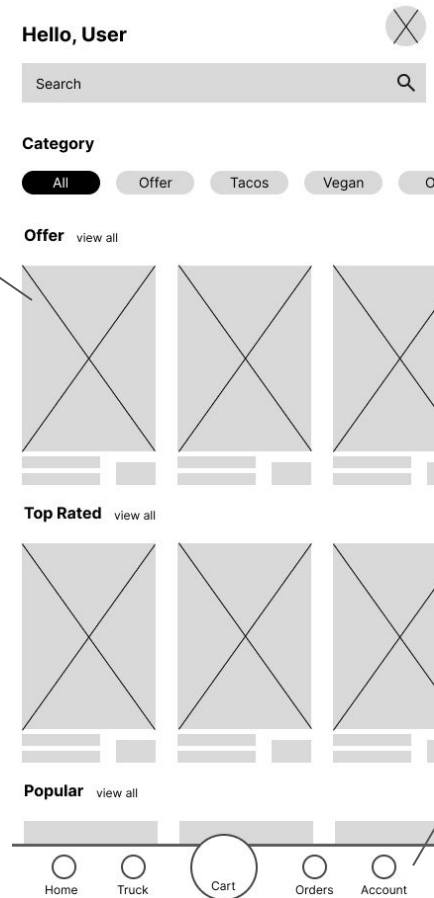 Hello, User
Search
Category
All Offer Tacos Vegan
Offer view all
Top Rated view all
Popular view all
Home Truck Cart Orders Account